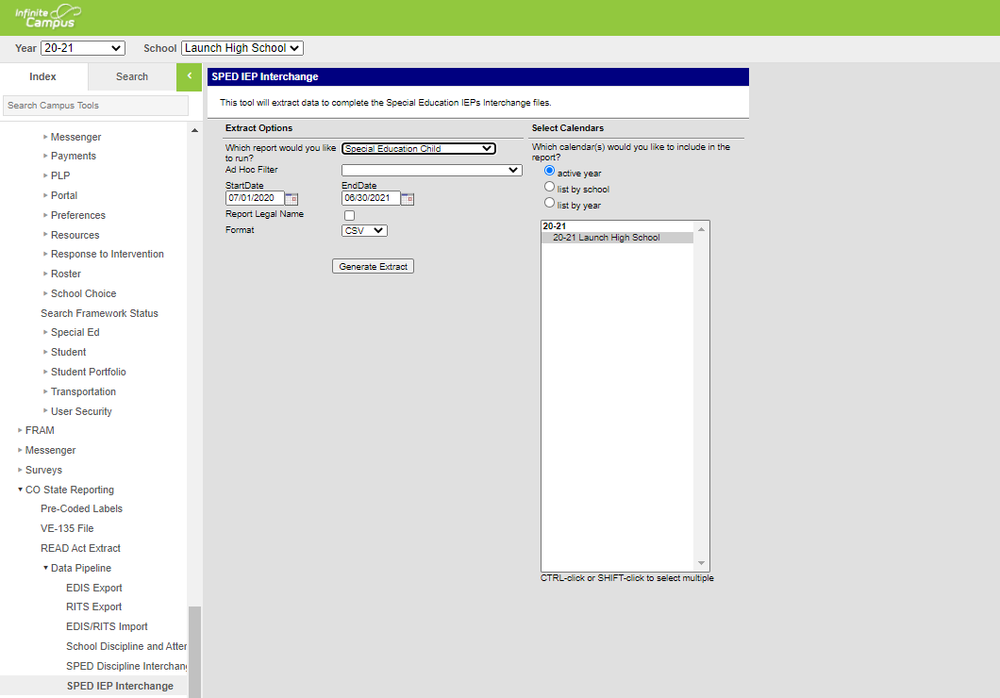 Infinite
Campus
Year 20-21 School Launch High School
Index Search
Search Campus Tools
Messenger
Payments
PLP
Portal
Preferences
Resources
Response to Intervention
Roster
School Choice
Search Framework Status
Special Ed
Student
Student Portfolio
Transportation
User Security
FRAM
Messenger
Surveys
CO State Reporting
Pre-Coded Labels
VE-135 File
READ Act Extract
Data Pipeline
EDIS Export
RITS Export
EDIS/RITS Import
School Discipline and Atter
SPED Discipline Interchang
SPED IEP Interchange
SPED IEP Interchange
This tool will extract data to complete the Special Education IEPs Interchange files.
Extract Options
Which report would you like
to run?
Special Education Child
Ad Hoc Filter
StartDate EndDate
07/01/2020 06/30/2021
Report Legal Name
Format CSV
Generate Extract
Select Calendars
Which calendar(s) would you like to include in the
report?
active year
list by school
list by year
20-21
20-21 Launch High School
CTRL-click or SHIFT-click to select multiple